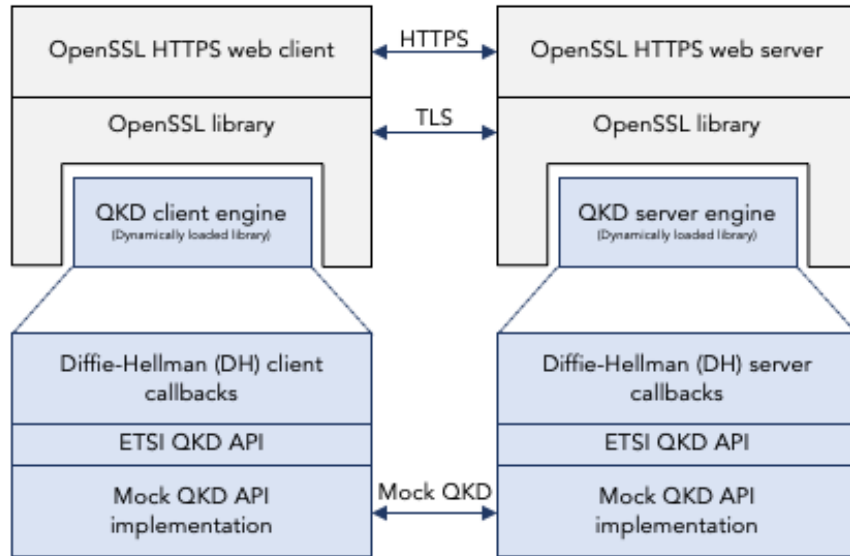 OpenSSL HTTPS web client
HTTPS
OpenSSL HTTPS web server
OpenSSL library
TLS
OpenSSL library
QKD client engine
(Dynamically loaded library)
QKD server engine
(Dynamically loaded library)
Diffie-Hellman (DH) client
callbacks
Diffie-Hellman (DH) server
callbacks
ETSI QKD API
ETSI QKD API
Mock QKD API
implementation
Mock QKD
Mock QKD API
implementation